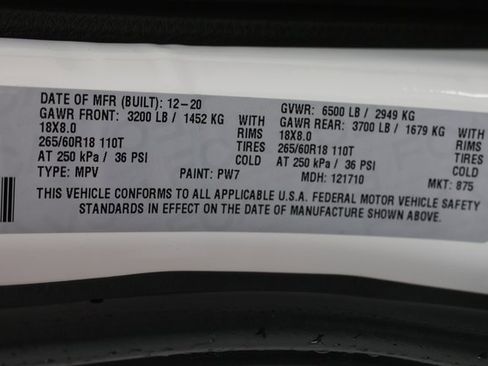 DATE OF MFR (BUILT): 12-20 GVWR: 6500 LB / 2949 KG
GAWR FRONT: 3200 LB / 1452 KG WITH GAWR REAR: 3700 LB / 1679 KG WITH
18X8.0 RIMS 18X8.0 RIMS
265/60R18 110T TIRES 265/60R18 110T TIRES
AT 250 kPa / 36 PSI COLD AT 250 kPa / 36 PSI COLD
TYPE: MPV PAINT: PW7 MDH: 121710 MKT: 875
THIS VEHICLE CONFORMS TO ALL APPLICABLE U.S.A. FEDERAL MOTOR VEHICLE SAFETY
STANDARDS IN EFFECT ON THE DATE OF MANUFACTURE SHOWN ABOVE.